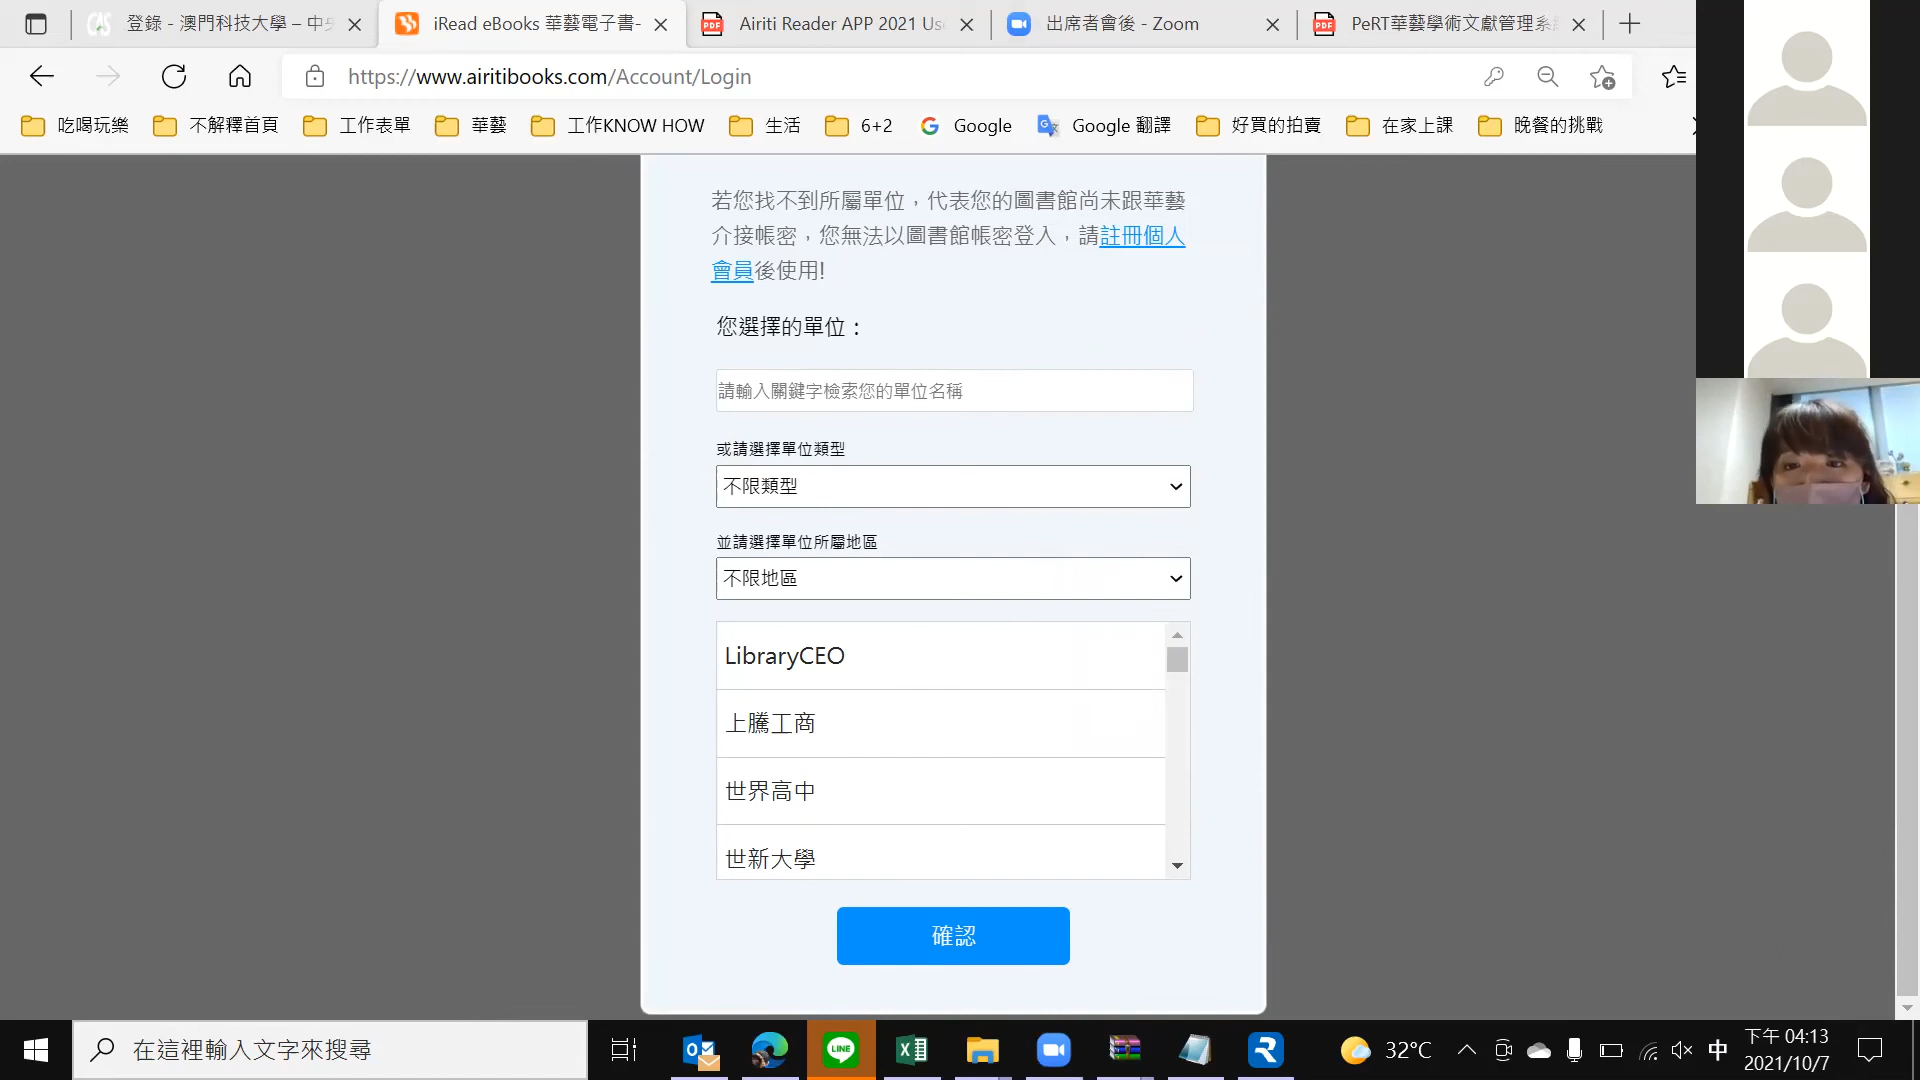 登錄 - 澳門科技大學 – 中央
iRead eBooks 華藝電子書-
Airiti Reader APP 2021 Use
出席者會後 - Zoom
PeRT華藝學術文獻管理系統
https://www.airitibooks.com/Account/Login
吃喝玩樂
不解釋首頁
工作表單
華藝
工作KNOW HOW
生活
6+2
Google
Google 翻譯
好買的拍賣
在家上課
晚餐的挑戰
若您找不到所屬單位，代表您的圖書館尚未跟華藝
介接帳密，您無法以圖書館帳密登入，請註冊個人
會員後使用!
您選擇的單位：
請輸入關鍵字檢索您的單位名稱
或請選擇單位類型
不限類型
並請選擇單位所屬地區
不限地區
LibraryCEO
上騰工商
世界高中
世新大學
確認
在這裡輸入文字來搜尋
LINE
32°C
中
下午 04:13
2021/10/7